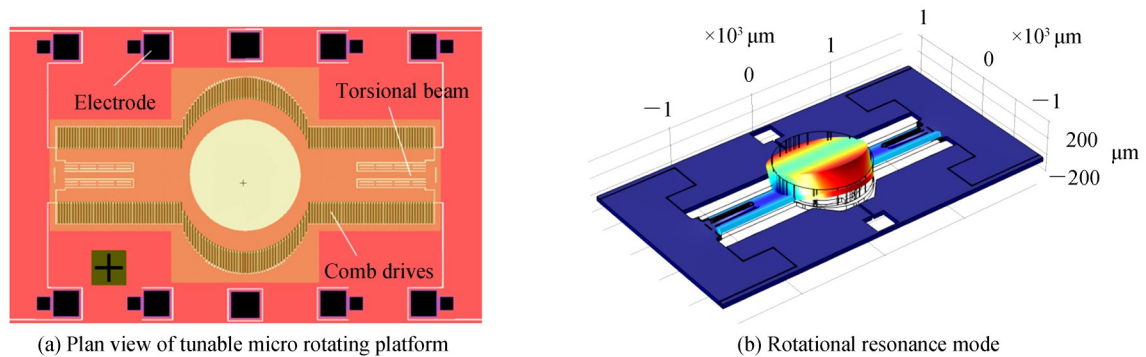 Electrode
Torsional beam
Comb drives
(a) Plan view of tunable micro rotating platform
1
×10³ μm
0
−1
×10³ μm
1
0
−1
200
μm
−200
(b) Rotational resonance mode